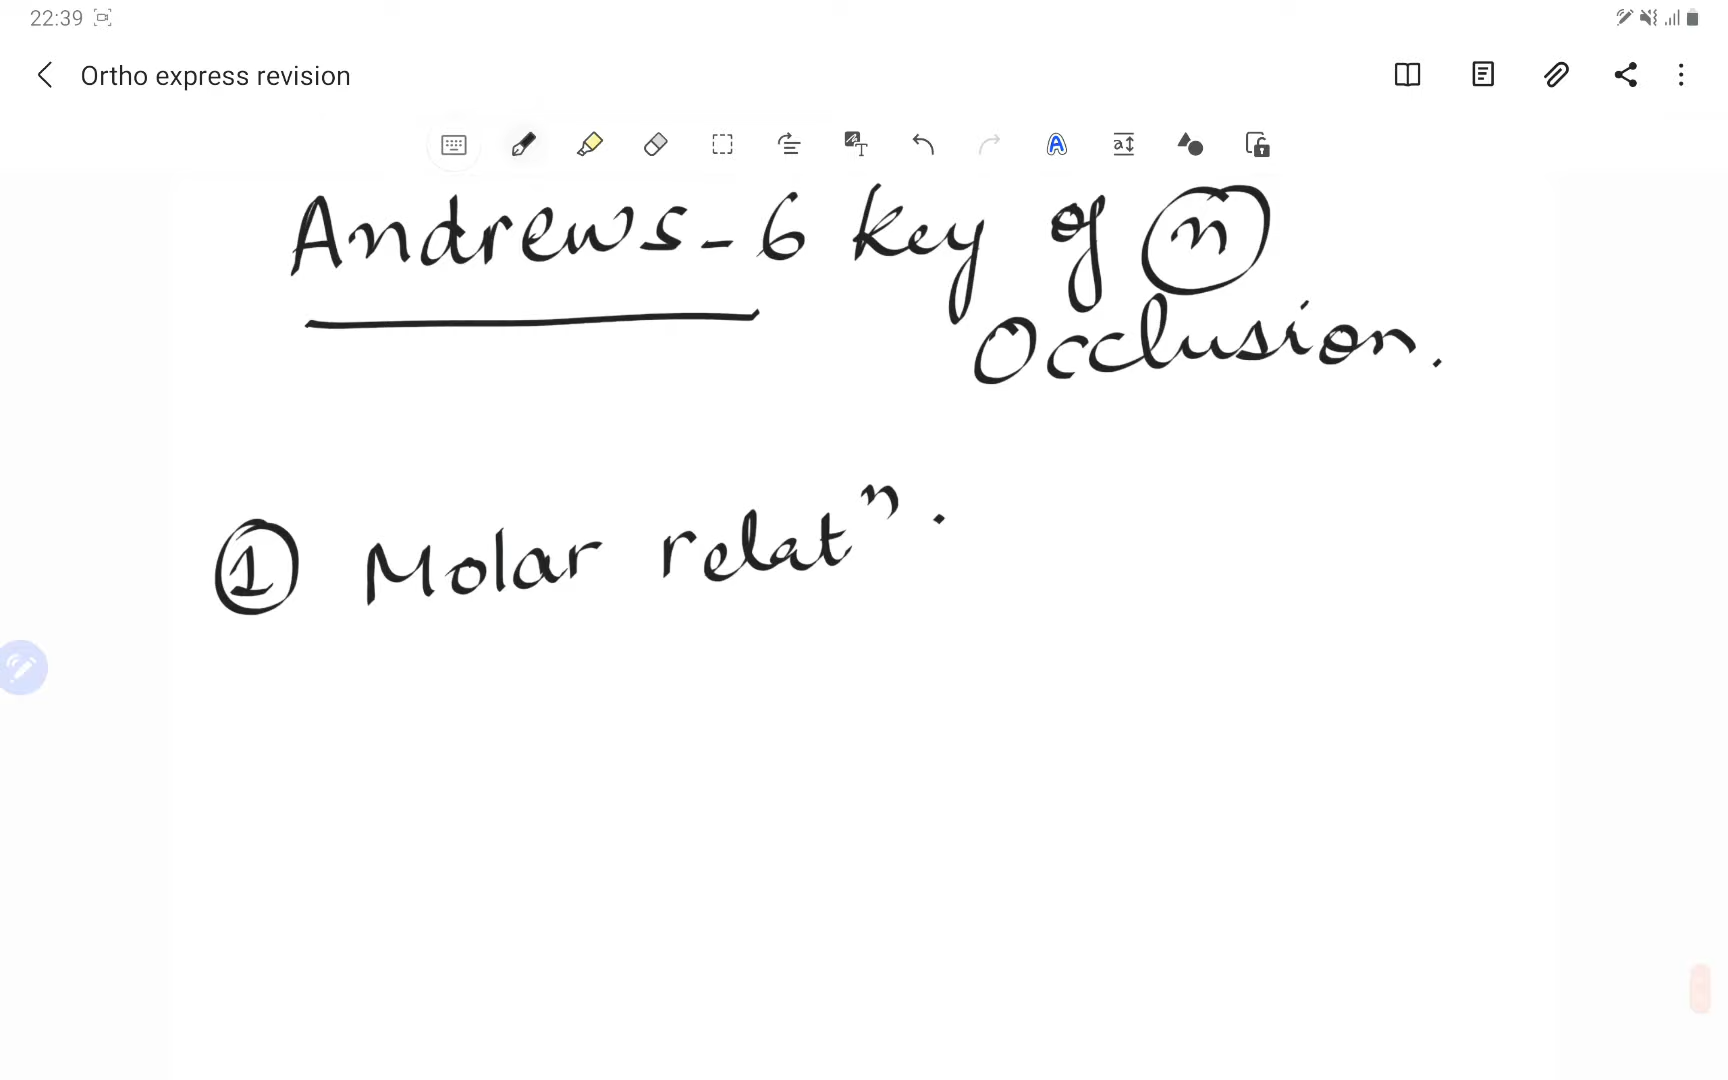 22:39
Ortho express revision
Andrews - 6 key of n
Occlusion.
1 Molar relatⁿ.